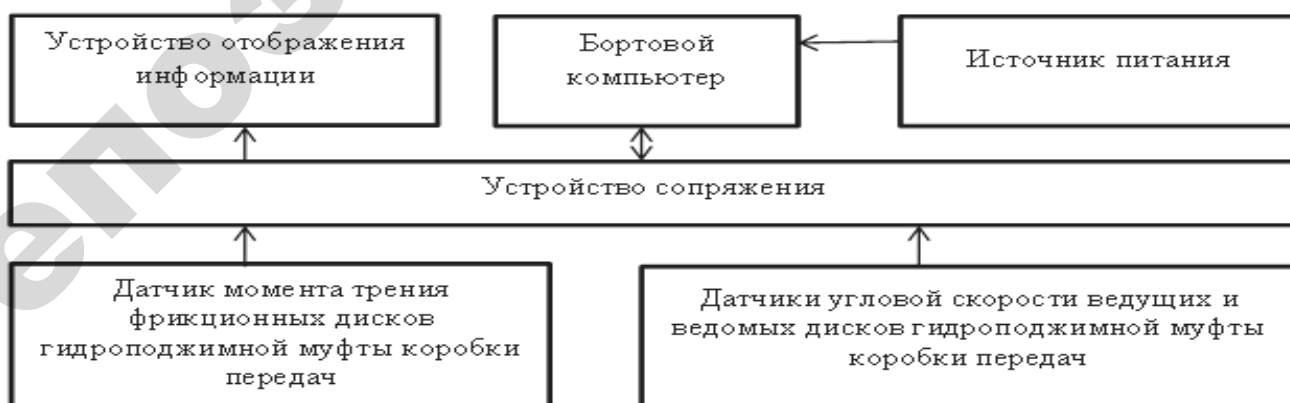 Устройство отображения
информации
Бортовой
компьютер
Источник питания
Устройство сопряжения
Датчик момента трения
фрикционных дисков
гидроподжимной муфты коробки
передач
Датчики угловой скорости ведущих и
ведомых дисков гидроподжимной муфты
коробки передач